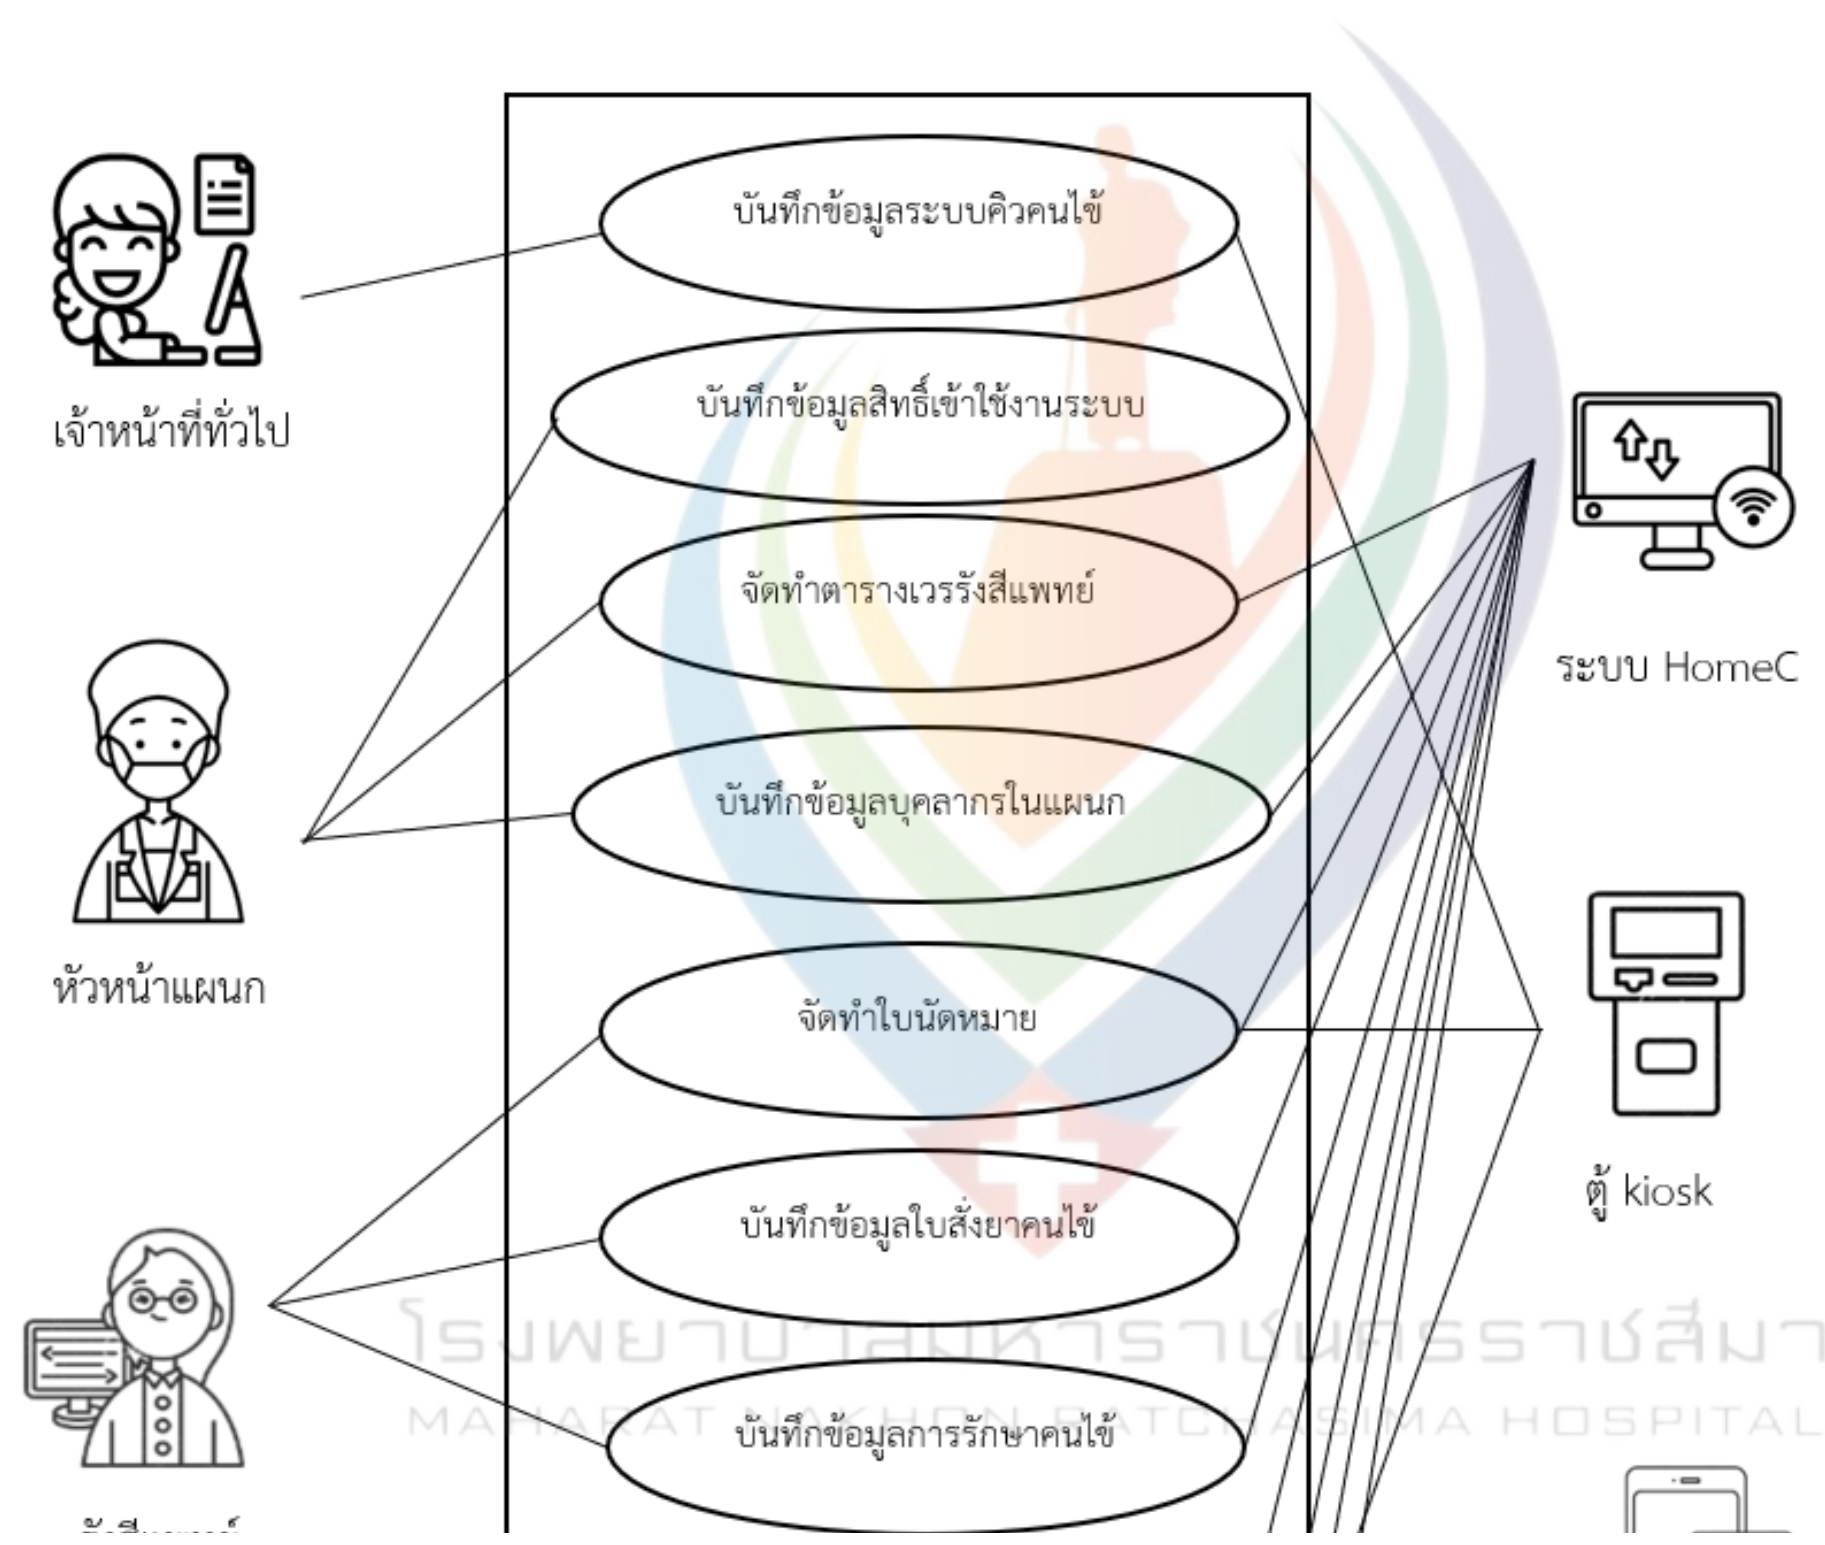 บันทึกข้อมูลระบบคิวคนไข้
เจ้าหน้าที่ทั่วไป
บันทึกข้อมูลสิทธิ์เข้าใช้งานระบบ
จัดทำตารางเวรรังสีแพทย์
ระบบ HomeC
บันทึกข้อมูลบุคลากรในแผนก
หัวหน้าแผนก
จัดทำใบนัดหมาย
ตู้ kiosk
บันทึกข้อมูลใบสั่งยาคนไข้
โรงพยาบาลมหาราชนครราชสีมา
MAHARAT NAKHON RATCHASIMA HOSPITAL
บันทึกข้อมูลการรักษาคนไข้